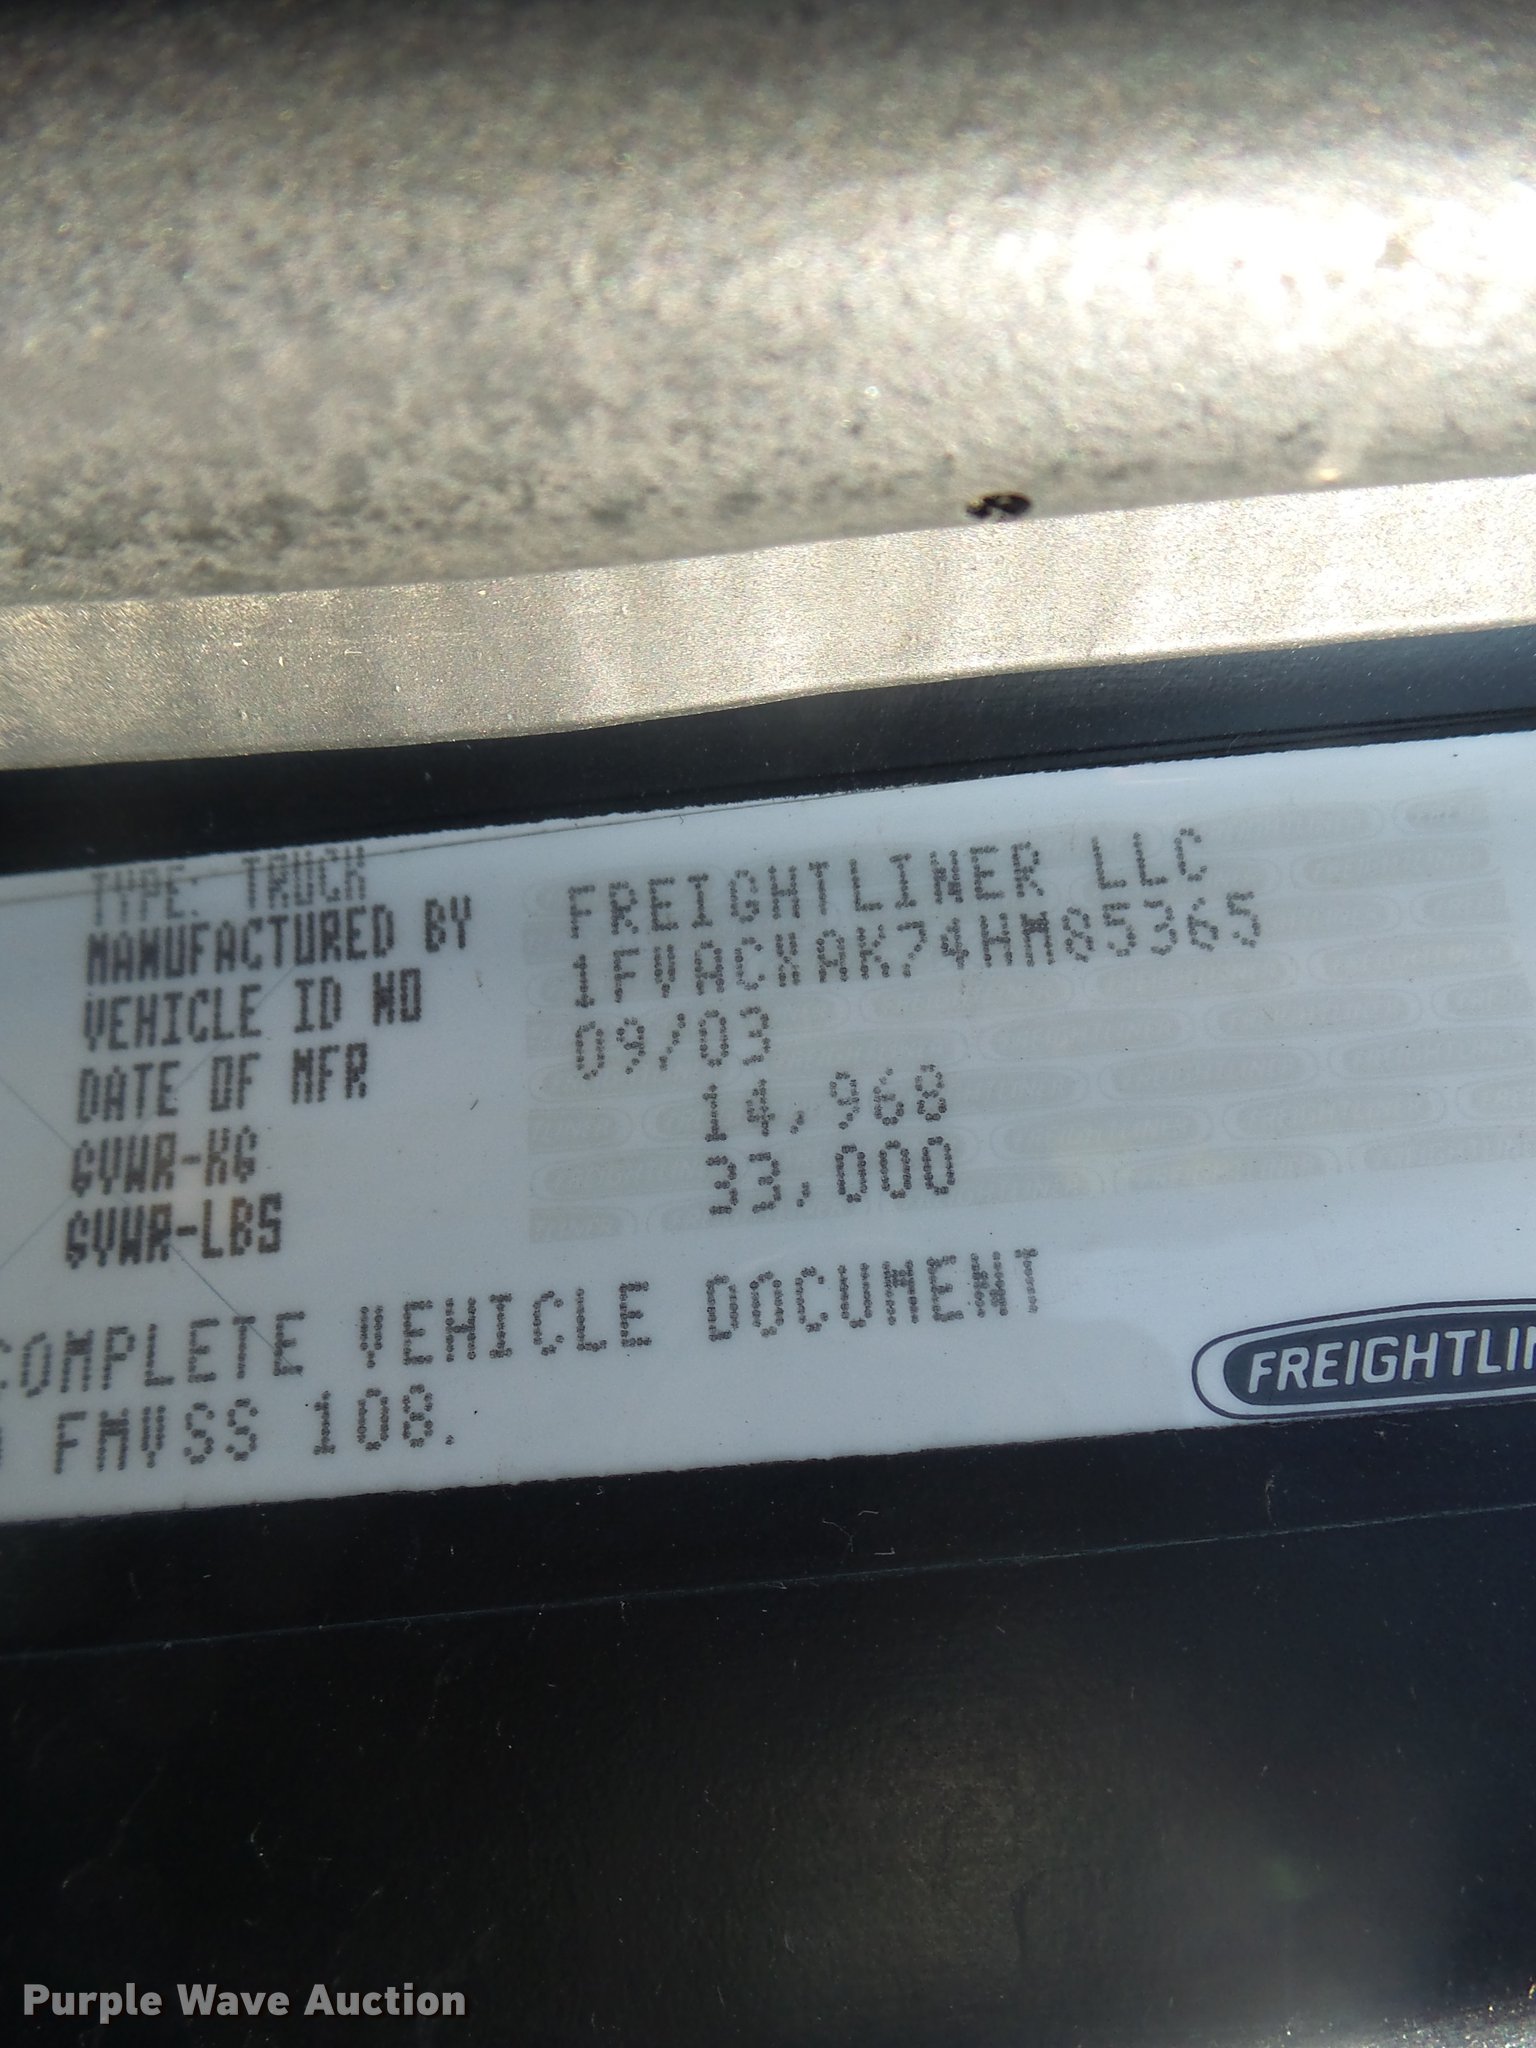 TYPE: TRUCK
MANUFACTURED BY FREIGHTLINER LLC
VEHICLE ID NO 1FVACXAK74HM85365
DATE OF MFR 09/03
GVWR-KG 14,968
GVWR-LBS 33,000
COMPLETE VEHICLE DOCUMENT
FMVSS 108.
FREIGHTLIN
Purple Wave Auction